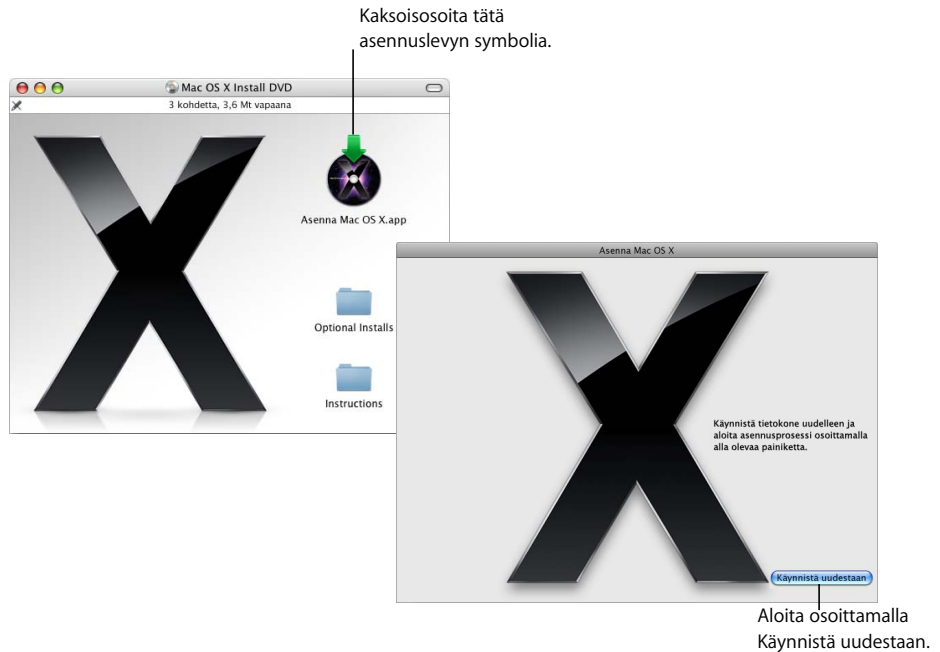 Kaksoisosoita tätä
asennuslevyn symbolia.
Mac OS X Install DVD
3 kohdetta, 3,6 Mt vapaana
Asenna Mac OS X.app
Optional Installs
Instructions
Asenna Mac OS X
Käynnistä tietokone uudelleen ja
aloita asennusprosessi osoittamalla
alla olevaa painiketta.
Käynnistä uudestaan
Aloita osoittamalla
Käynnistä uudestaan.